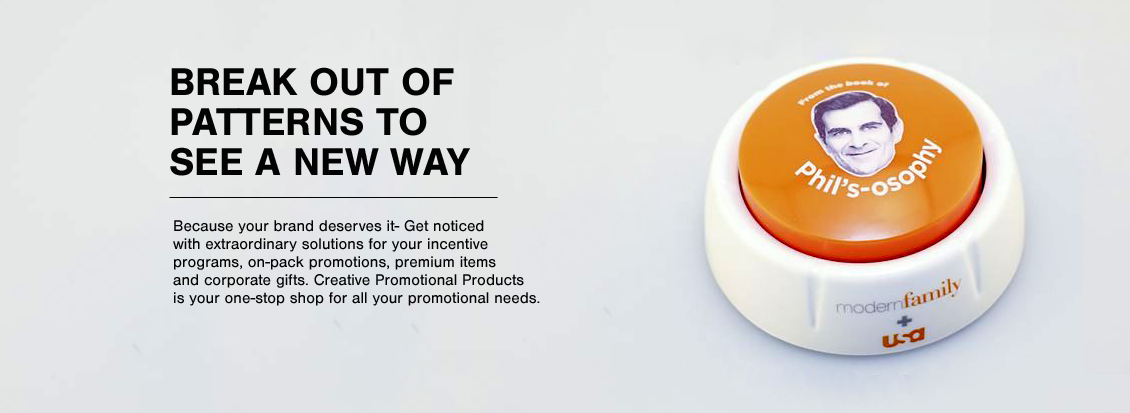 BREAK OUT OF
PATTERNS TO
SEE A NEW WAY
Because your brand deserves it- Get noticed
with extraordinary solutions for your incentive
programs, on-pack promotions, premium items
and corporate gifts. Creative Promotional Products
is your one-stop shop for all your promotional needs.
From the book of
Phil's-osophy
modernfamily
+
usa